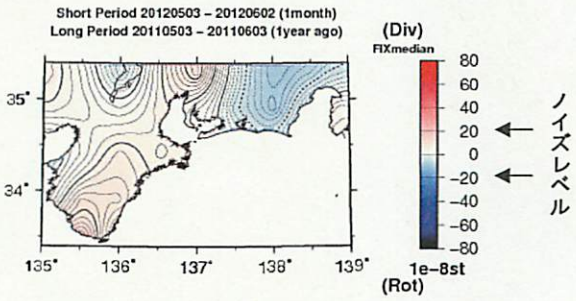 Short Period 20120503 – 20120602 (1month)
Long Period 20110503 – 20110603 (1year ago)
(Div)
FIXmedian
80
60
40
20
0
−20
−40
−60
−80
1e−8st
(Rot)
ノイズレベル
35˚
34˚
135˚ 136˚ 137˚ 138˚ 139˚